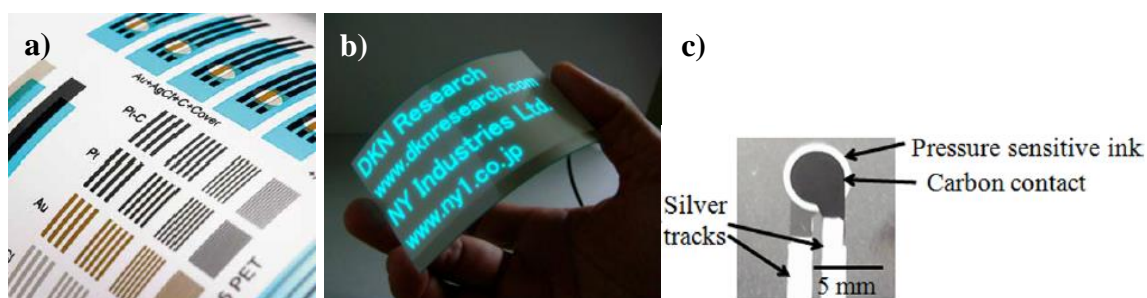 a)
Au+AgCl+C+Cover
Pt-C
Pt
Au
PET
b)
DKN Research
www.dknresearch.com
NY Industries Ltd.
www.ny1.co.jp
c)
Pressure sensitive ink
Carbon contact
Silver
tracks
5 mm